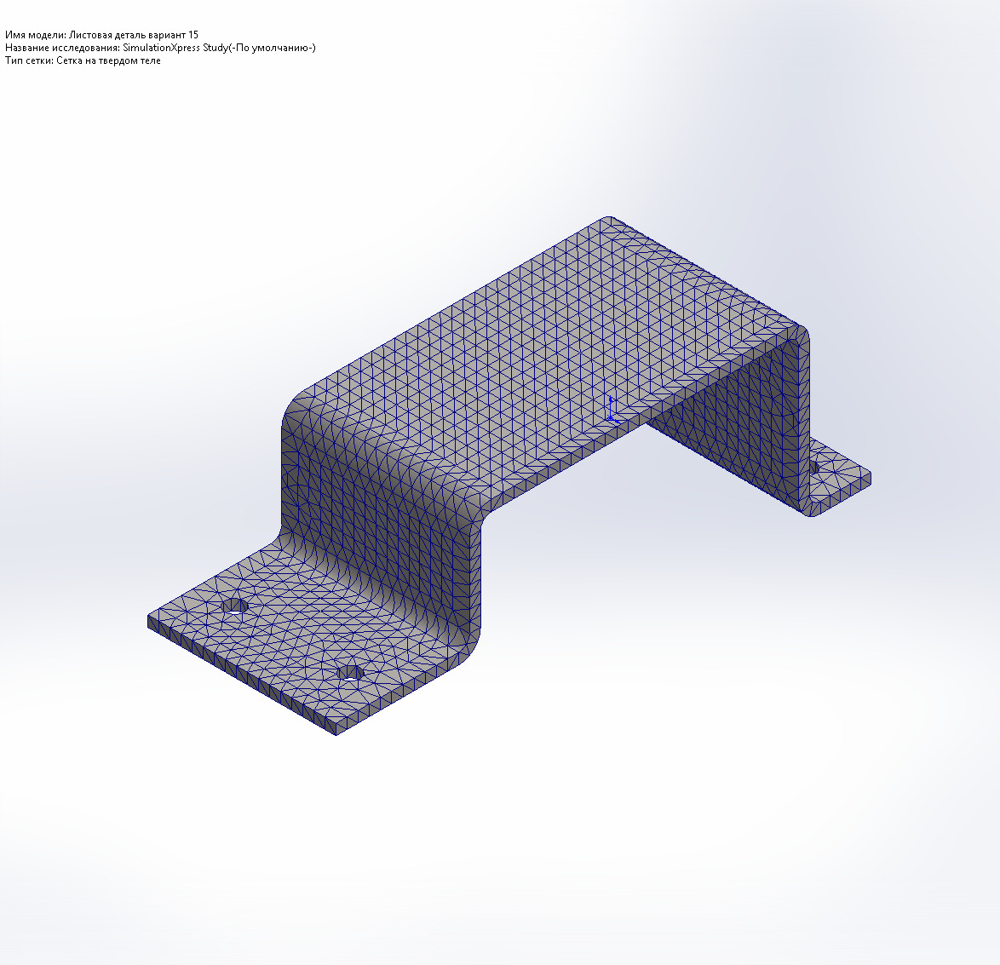 Имя модели: Листовая деталь вариант 15
Название исследования: SimulationXpress Study(-По умолчанию-)
Тип сетки: Сетка на твердом теле